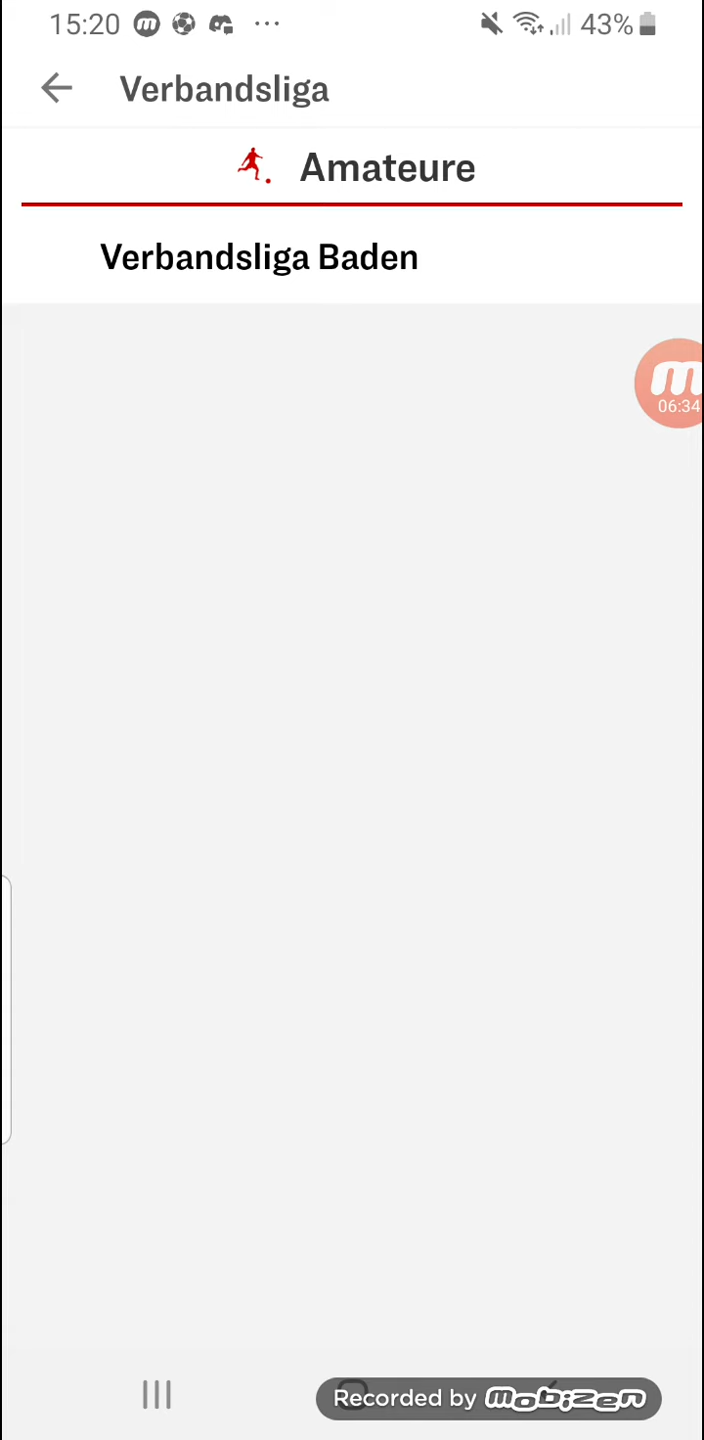 15:20 m ... 43%
Verbandsliga
Amateure
Verbandsliga Baden
m
06:34
Recorded by mobizen